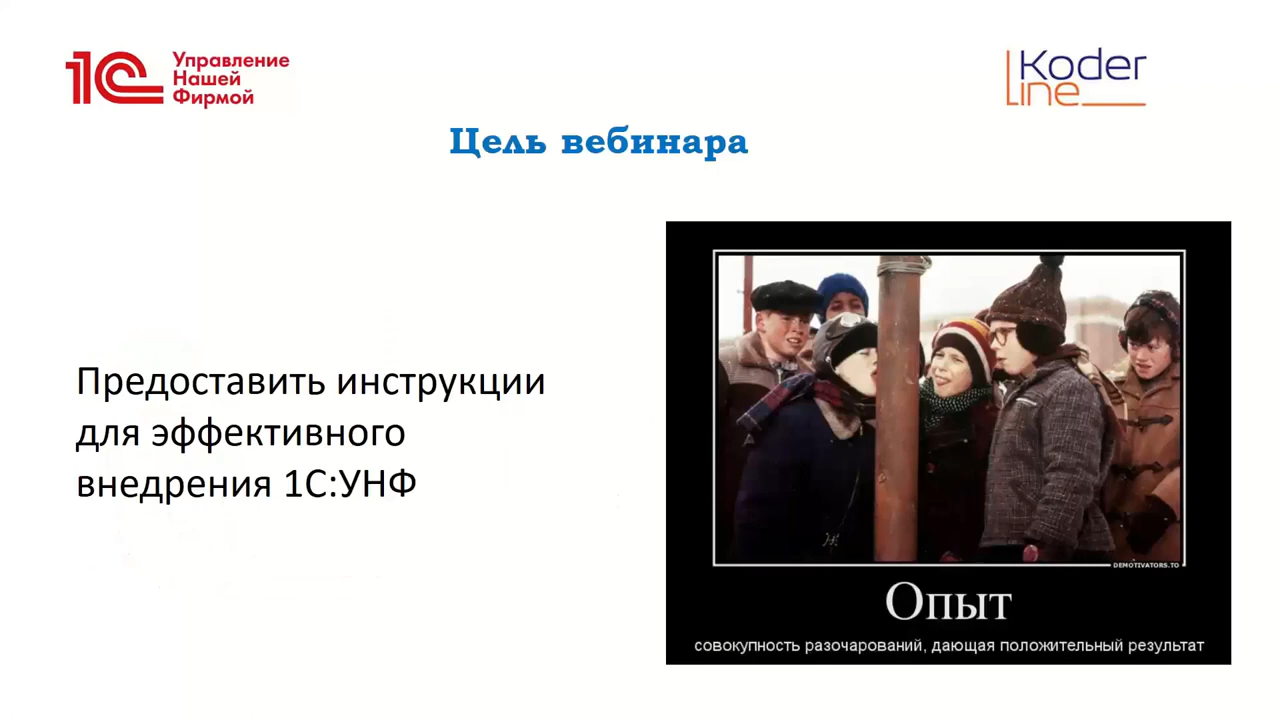 1С Управление
Нашей
Фирмой
Koder
Line
Цель вебинара
Предоставить инструкции
для эффективного
внедрения 1С:УНФ
DEMOTIVATORS.TO
Опыт
совокупность разочарований, дающая положительный результат